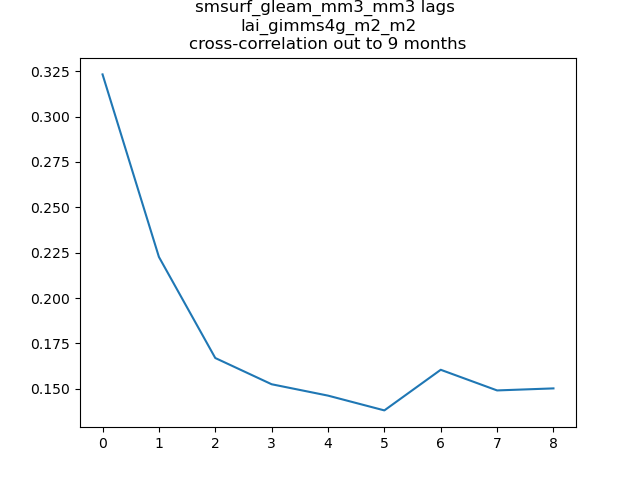 smsurf_gleam_mm3_mm3 lags
lai_gimms4g_m2_m2
cross-correlation out to 9 months
0.325
0.300
0.275
0.250
0.225
0.200
0.175
0.150
0 1 2 3 4 5 6 7 8